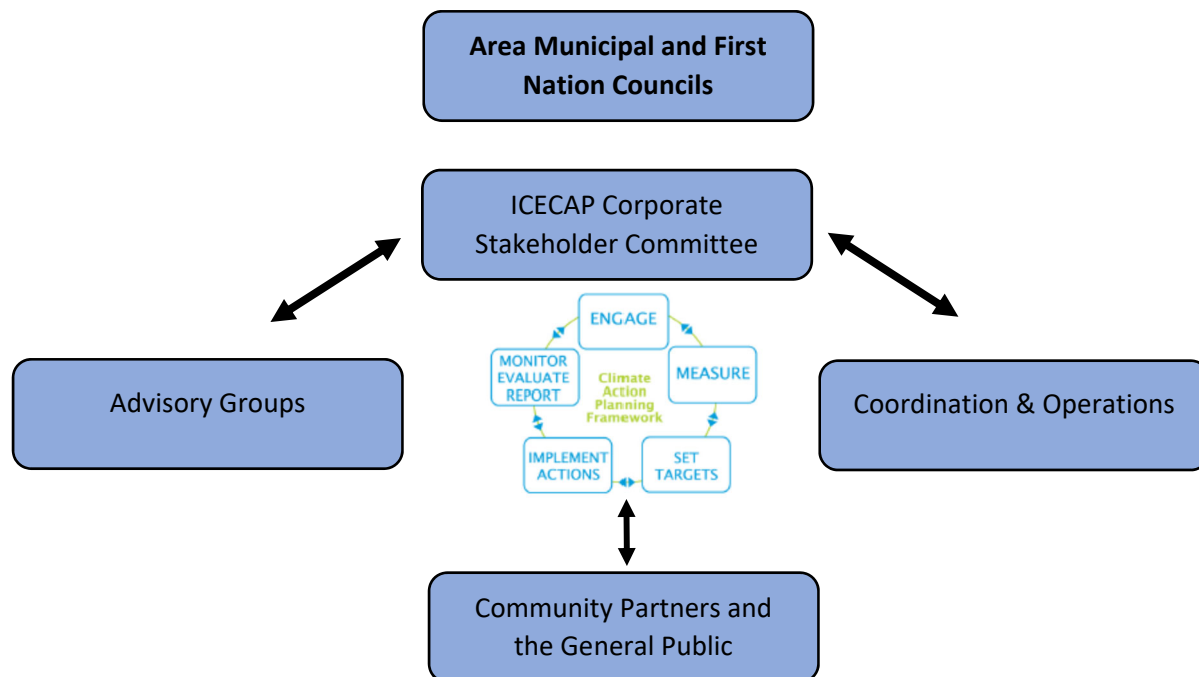 Area Municipal and First
Nation Councils
ICECAP Corporate
Stakeholder Committee
ENGAGE
MONITOR
EVALUATE
REPORT
MEASURE
Climate
Action
Planning
Framework
Advisory Groups
Coordination & Operations
IMPLEMENT
ACTIONS
SET
TARGETS
Community Partners and
the General Public